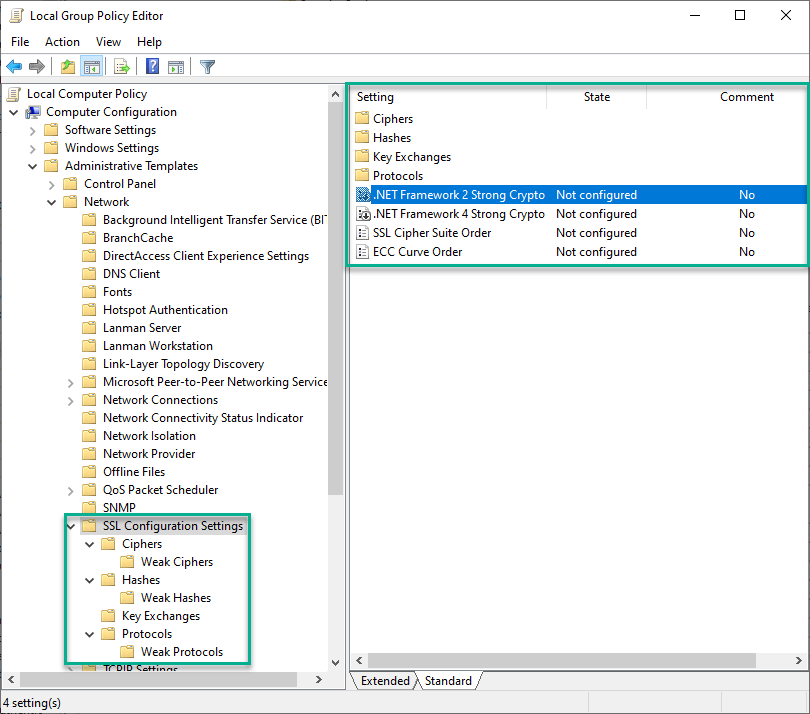 Local Group Policy Editor
File Action View Help
Local Computer Policy
Computer Configuration
Software Settings
Windows Settings
Administrative Templates
Control Panel
Network
Background Intelligent Transfer Service (BI
BranchCache
DirectAccess Client Experience Settings
DNS Client
Fonts
Hotspot Authentication
Lanman Server
Lanman Workstation
Link-Layer Topology Discovery
Microsoft Peer-to-Peer Networking Service
Network Connections
Network Connectivity Status Indicator
Network Isolation
Network Provider
Offline Files
QoS Packet Scheduler
SNMP
SSL Configuration Settings
Ciphers
Weak Ciphers
Hashes
Weak Hashes
Key Exchanges
Protocols
Weak Protocols
TCPIP Settings
Setting State Comment
Ciphers
Hashes
Key Exchanges
Protocols
.NET Framework 2 Strong Crypto Not configured No
.NET Framework 4 Strong Crypto Not configured No
SSL Cipher Suite Order Not configured No
ECC Curve Order Not configured No
Extended Standard
4 setting(s)